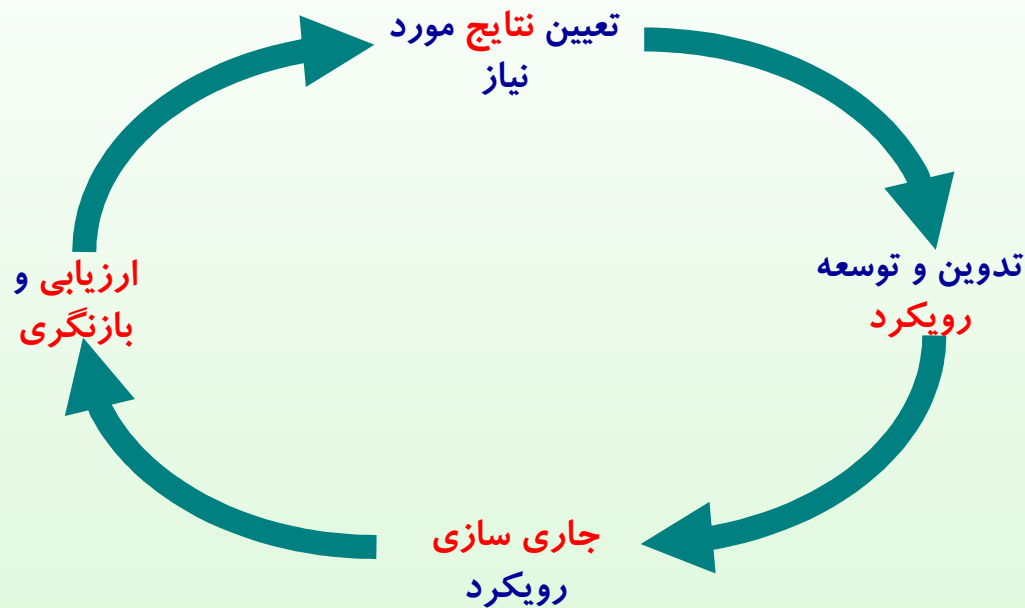 تعیین نتایج مورد
نیاز
تدوین و توسعه
رویکرد
جاری سازی
رویکرد
ارزیابی و
بازنگری